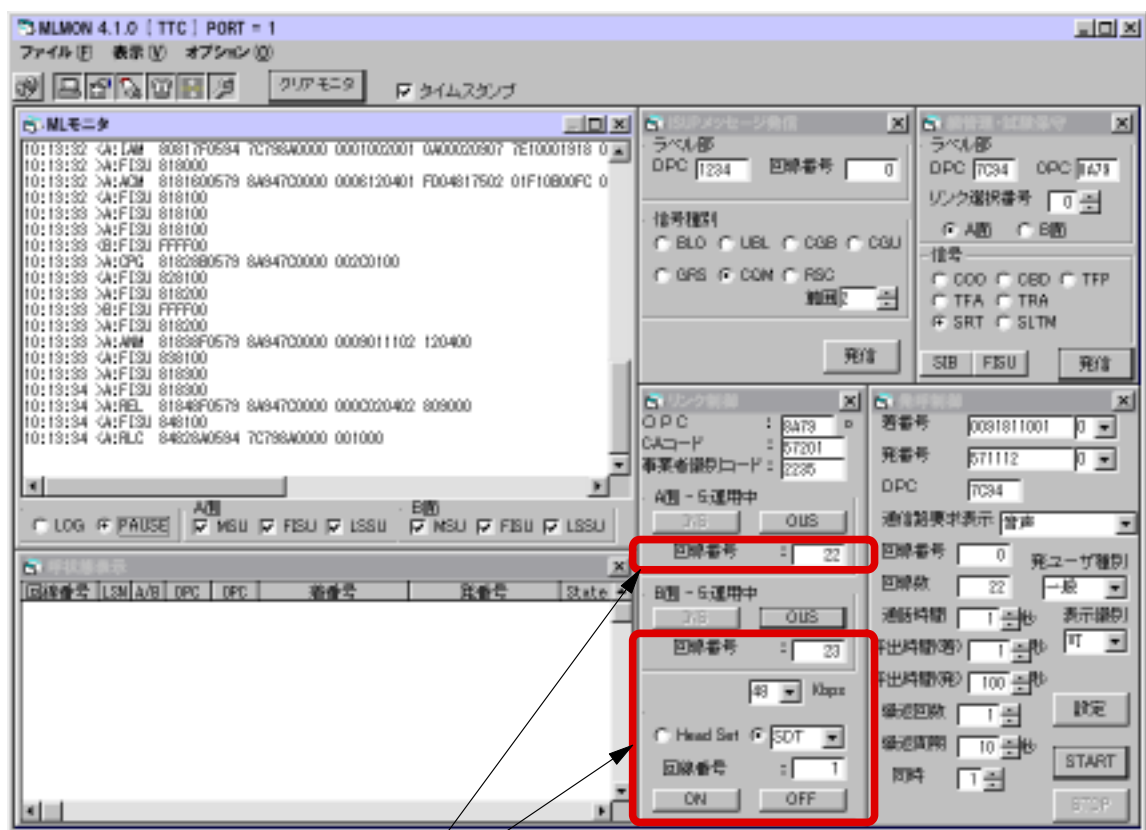 MLMON 4.1.0 [ TTC ] PORT = 1
ファイル(F) 表示(V) オプション(O)
クリアモニタ タイムスタンプ
MLモニタ
10:13:32 <A:IAM 80817F0594 7C798A0000 0001002001 0A00020907 7E10001918 0
10:13:32 >A:FISU 818000
10:13:32 >A:ACM 8181600579 8A947C0000 0006120401 FD04817502 01F10B00FC 0
10:13:32 <A:FISU 818100
10:13:33 >A:FISU 818100
10:13:33 >A:FISU 818100
10:13:33 <B:FISU FFFF00
10:13:33 >A:CPG 81828B0579 8A947C0000 002C0100
10:13:33 <A:FISU 828100
10:13:33 >A:FISU 818200
10:13:33 >B:FISU FFFF00
10:13:33 >A:FISU 818200
10:13:33 >A:ANM 81838F0579 8A947C0000 0009011102 120400
10:13:33 <A:FISU 838100
10:13:33 >A:FISU 818300
10:13:34 >A:FISU 818300
10:13:34 >A:REL 81848F0579 8A947C0000 000C020402 809000
10:13:34 <A:FISU 848100
10:13:34 <A:RLC 84828A0594 7C798A0000 001000
A面 B面
LOG PAUSE MSU FISU LSSU MSU FISU LSSU
呼状態表示
回線番号 LSN A/B DPC OPC 着番号 発番号 State
ISUPメッセージ発信
ラベル部
DPC 1234 回線番号 0
信号種別
BLO UBL CGB CGU
GRS CQM RSC
範囲 2
発信
網管理・試験保守
ラベル部
DPC 7C94 OPC 8A79
リンク選択番号 0
A面 B面
信号
COO CBD TFP
TFA TRA
SRT SLTM
SIB FISU 発信
リンク制御
OPC : 8A79
CAコード : 57201
事業者識別コード : 2235
A面 - 5:運用中
OUS
回線番号 : 22
B面 - 5:運用中
OUS
回線番号 : 23
48 Kbps
Head Set SDT
回線番号 : 1
ON OFF
発呼制御
着番号 0091811001 0
発番号 571112 0
DPC 7C94
通信路要求表示 音声
回線番号 0 発ユーザ種別
回線数 22 一般
通話時間 1 秒 表示識別
呼出時間(着) 1 秒 可
呼出時間(発) 100 秒
繰返回数 1 設定
繰返周期 10 秒
START
同時 1
STOP